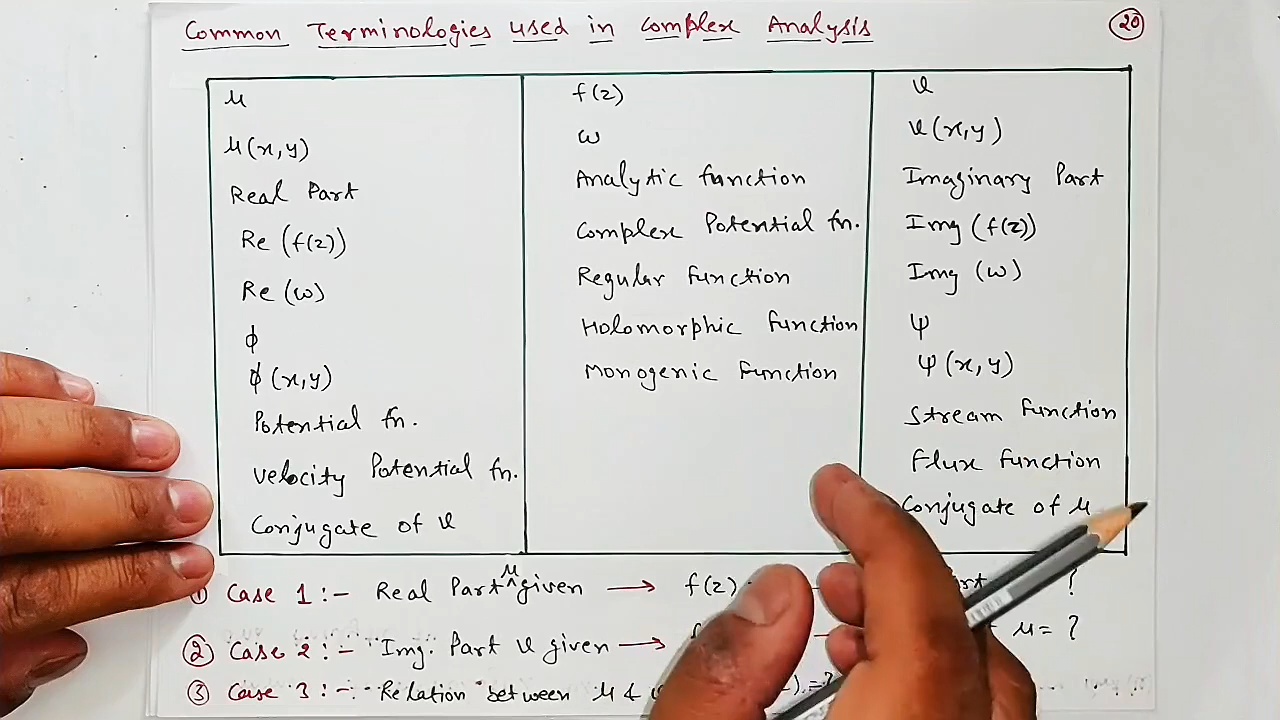 Common Terminologies used in Complex Analysis
20
u
u(x,y)
Real Part
Re (f(z))
Re (w)
ϕ
ϕ(x,y)
Potential fn.
Velocity Potential fn.
Conjugate of v
f(z)
w
Analytic function
Complex Potential fn.
Regular function
Holomorphic function
Monogenic Function
v
v(x,y)
Imaginary Part
Img (f(z))
Img (w)
ψ
ψ(x,y)
Stream Function
Flux Function
Conjugate of u
① Case 1:- Real Part u ^ given → f(z) ?
② Case 2:- Img. Part v given → u = ?
③ Case 3:- Relation between u & = ?